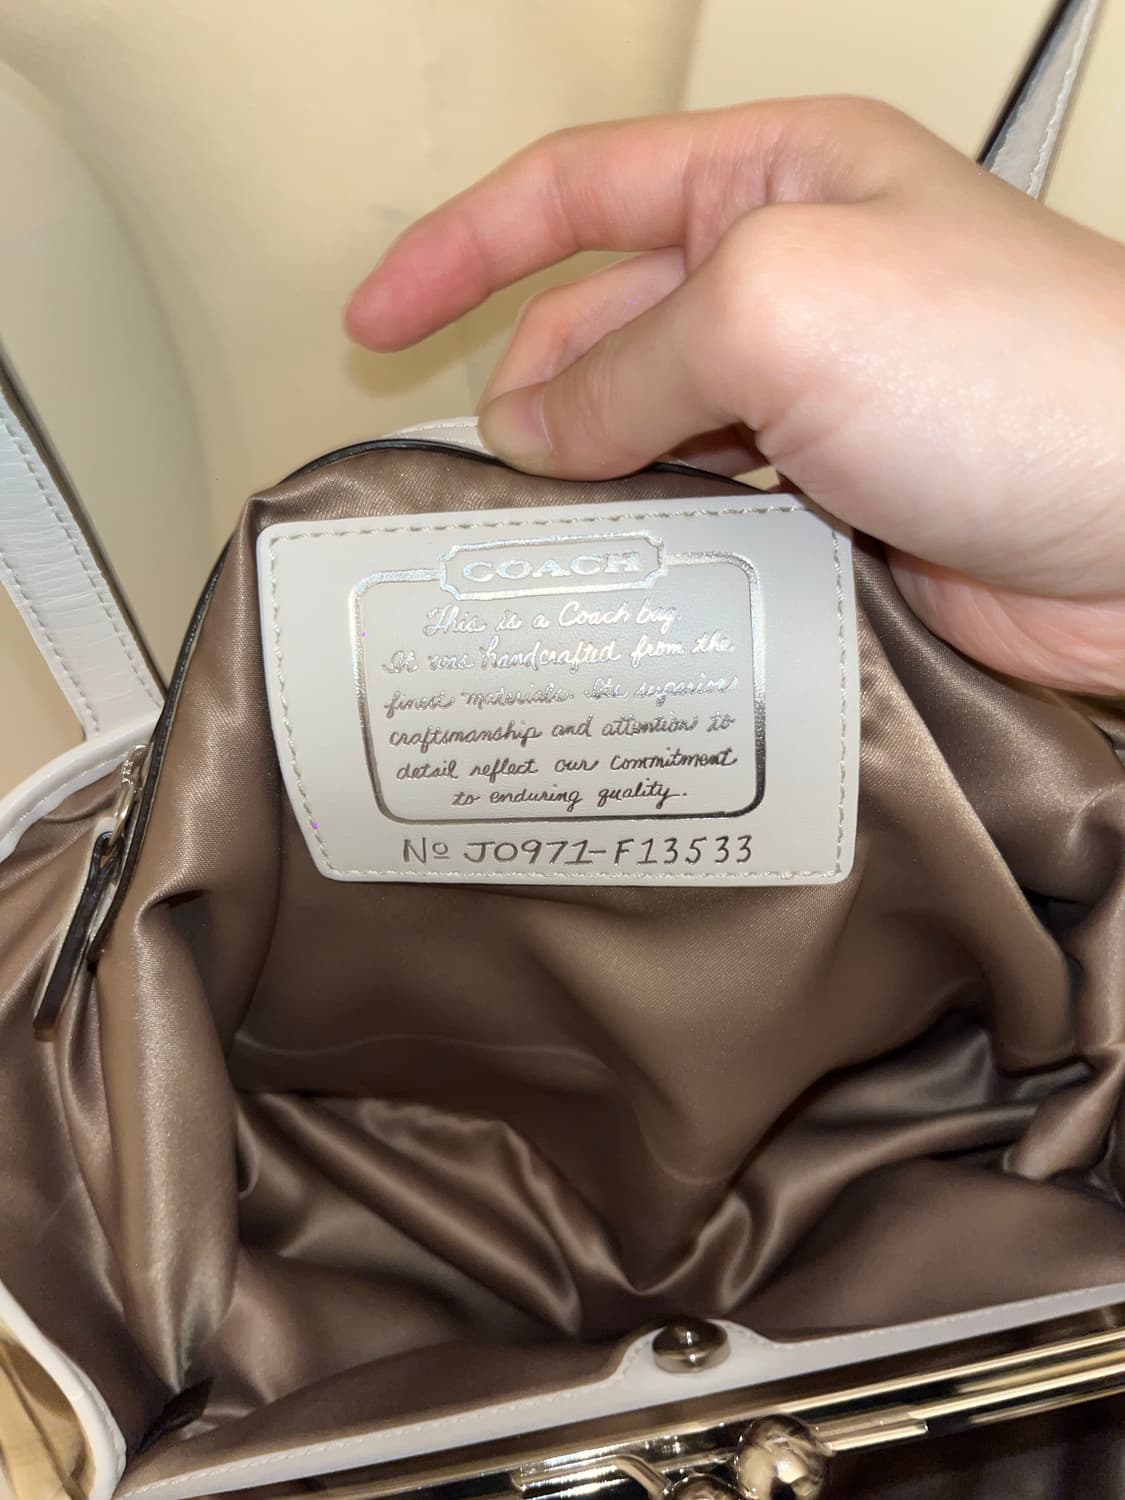 COACH
This is a Coach bag.
It was handcrafted from the
finest materials. Its superior
craftsmanship and attention to
detail reflect our commitment
to enduring quality.
Nº J0971-F13533